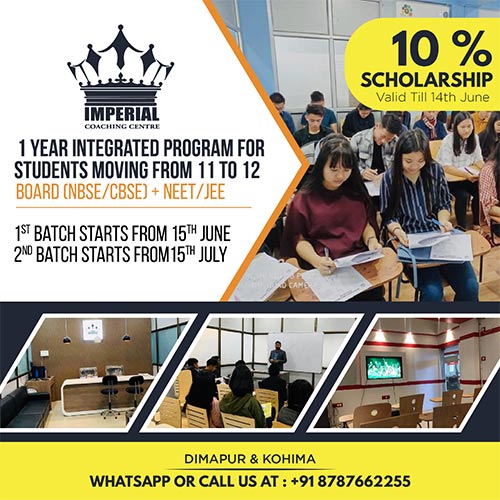 10 %
SCHOLARSHIP
Valid Till 14th June
IMPERIAL
COACHING CENTRE
1 YEAR INTEGRATED PROGRAM FOR
STUDENTS MOVING FROM 11 TO 12
BOARD (NBSE/CBSE) + NEET/JEE
1ST BATCH STARTS FROM 15TH JUNE
2ND BATCH STARTS FROM15TH JULY
DIMAPUR & KOHIMA
WHATSAPP OR CALL US AT : +91 8787662255